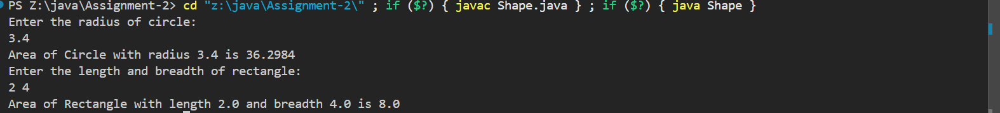 PS Z:\java\Assignment-2> cd "z:\java\Assignment-2\" ; if ($?) { javac Shape.java } ; if ($?) { java Shape }
Enter the radius of circle:
3.4
Area of Circle with radius 3.4 is 36.2984
Enter the length and breadth of rectangle:
2 4
Area of Rectangle with length 2.0 and breadth 4.0 is 8.0